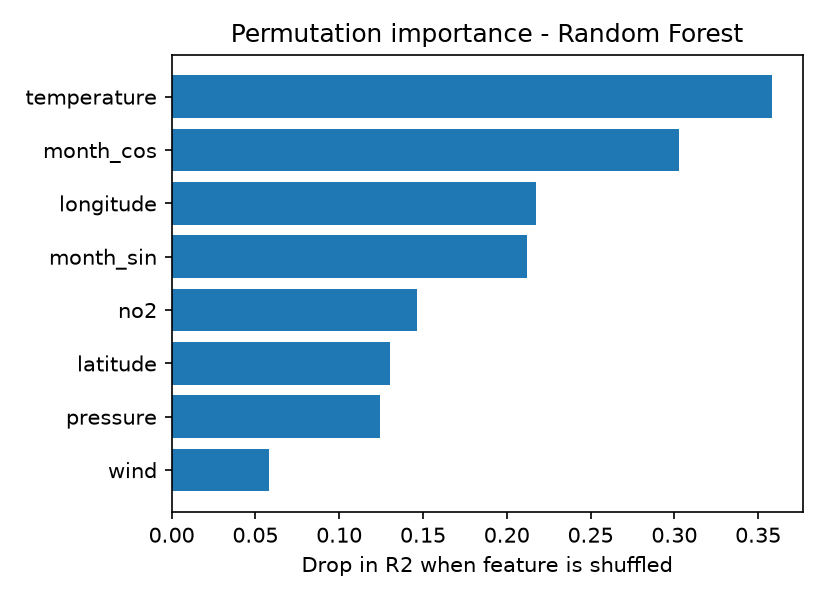 Permutation importance - Random Forest
temperature
month_cos
longitude
month_sin
no2
latitude
pressure
wind
0.00 0.05 0.10 0.15 0.20 0.25 0.30 0.35
Drop in R2 when feature is shuffled